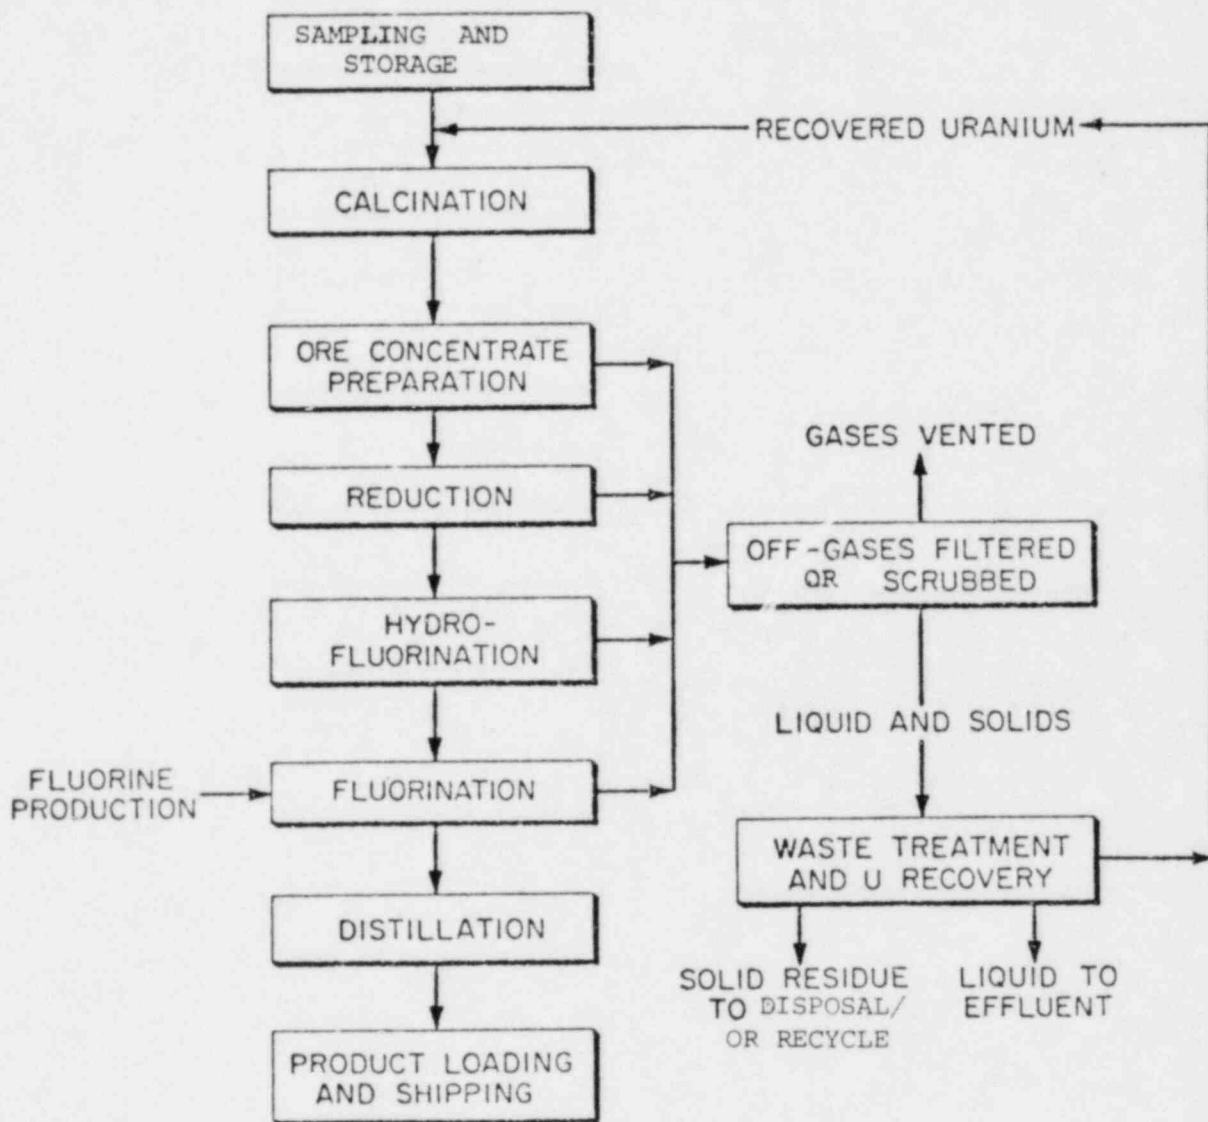 SAMPLING AND
STORAGE
RECOVERED URANIUM
CALCINATION
ORE CONCENTRATE
PREPARATION
GASES VENTED
REDUCTION
OFF-GASES FILTERED
OR SCRUBBED
HYDRO-
FLUORINATION
LIQUID AND SOLIDS
FLUORINE
PRODUCTION
FLUORINATION
WASTE TREATMENT
AND U RECOVERY
DISTILLATION
SOLID RESIDUE
TO DISPOSAL/
OR RECYCLE
LIQUID TO
EFFLUENT
PRODUCT LOADING
AND SHIPPING